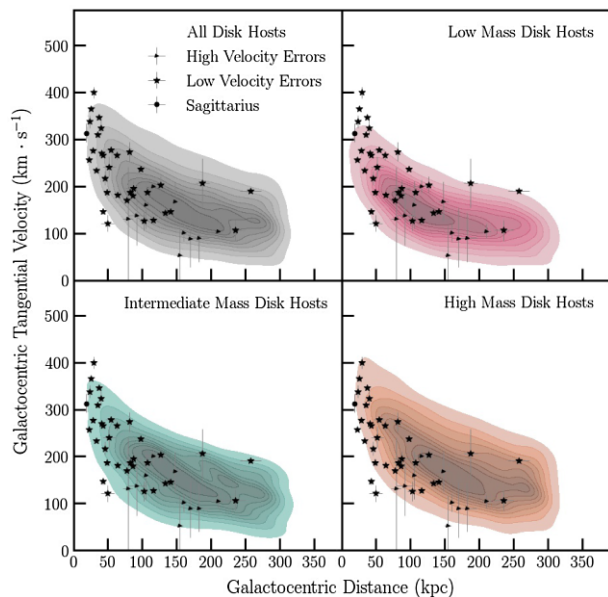 All Disk Hosts
High Velocity Errors
Low Velocity Errors
Sagittarius
Low Mass Disk Hosts
500
400
300
200
100
0
Intermediate Mass Disk Hosts
High Mass Disk Hosts
400
300
200
100
0
0 50 100 150 200 250 300 350
0 50 100 150 200 250 300 350
Galactocentric Tangential Velocity (km · s⁻¹)
Galactocentric Distance (kpc)